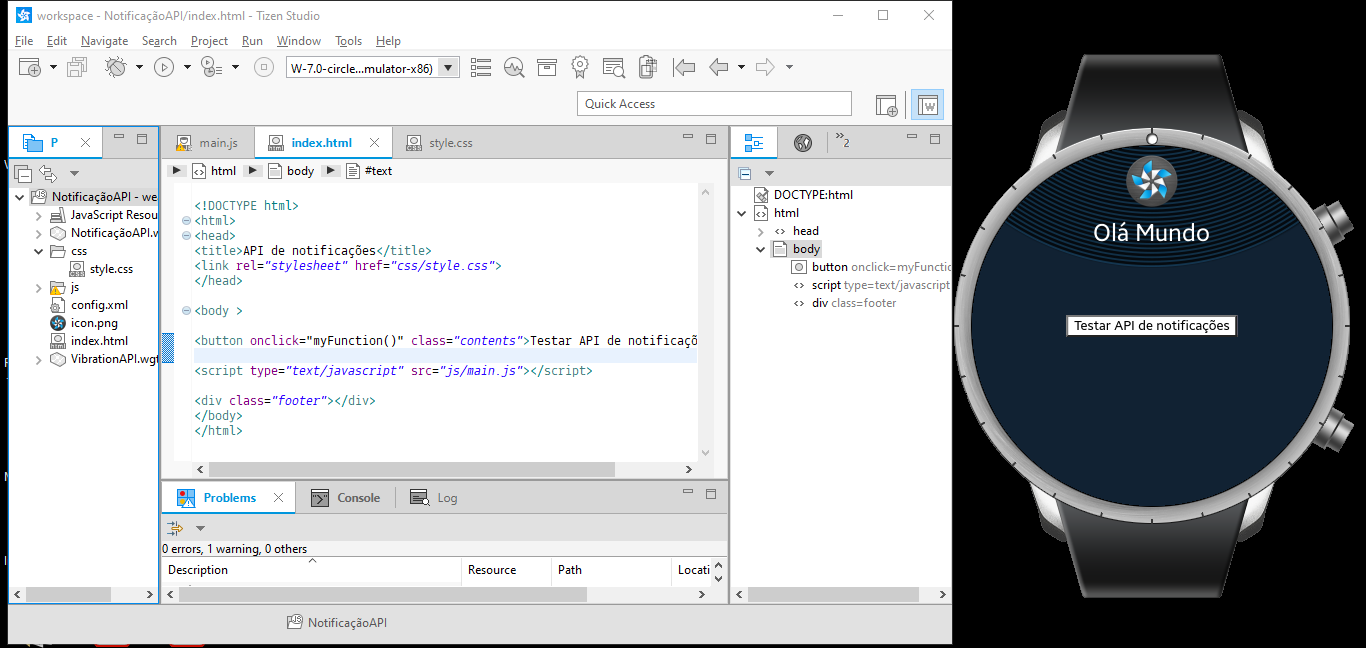 workspace - NotificaçãoAPI/index.html - Tizen Studio
File Edit Navigate Search Project Run Window Tools Help
W-7.0-circle...mulator-x86)
Quick Access
P
main.js
index.html
style.css
2
html
body
#text
NotificaçãoAPI - we
JavaScript Resou
NotificaçãoAPI.w
css
style.css
js
config.xml
icon.png
index.html
VibrationAPI.wgt
<!DOCTYPE html>
<html>
<head>
<title>API de notificações</title>
<link rel="stylesheet" href="css/style.css">
</head>
<body >
<button onclick="myFunction()" class="contents">Testar API de notificaçõ
<script type="text/javascript" src="js/main.js"></script>
<div class="footer"></div>
</body>
</html>
DOCTYPE:html
html
head
body
button onclick=myFunctio
script type=text/javascript
div class=footer
Problems
Console
Log
0 errors, 1 warning, 0 others
Description Resource Path Locati
NotificaçãoAPI
Olá Mundo
Testar API de notificações